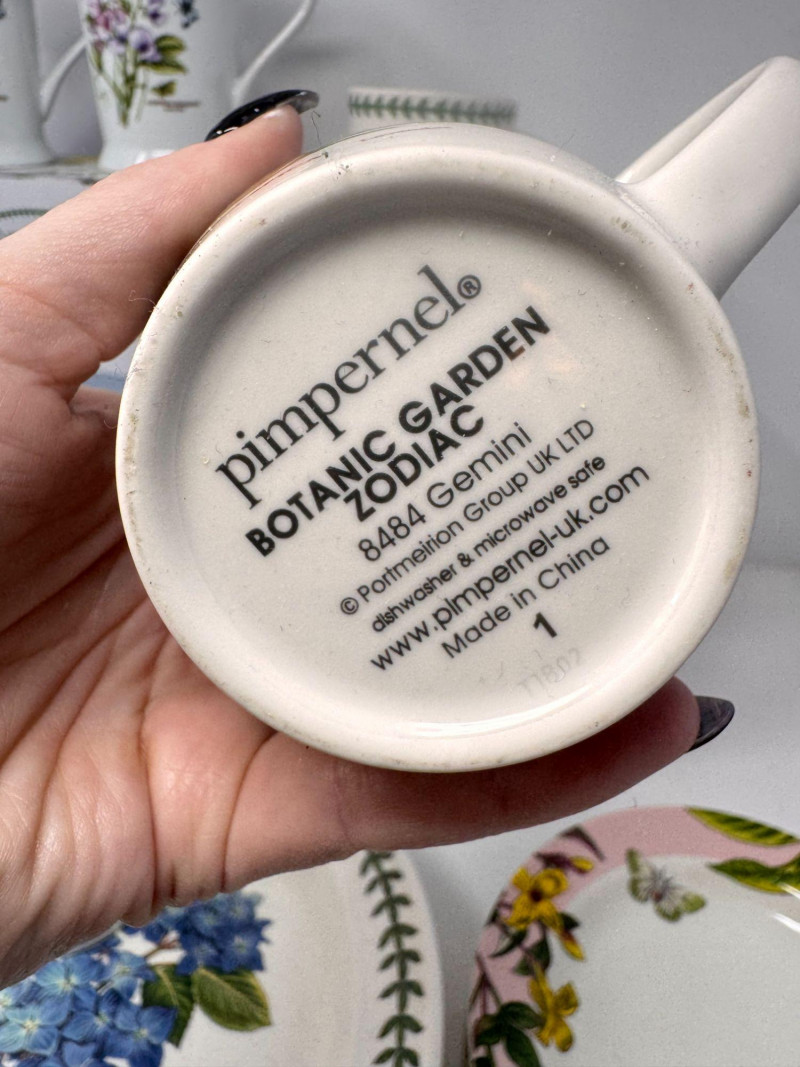 pimpernel®
BOTANIC GARDEN
ZODIAC
8484 Gemini
© Portmeirion Group UK LTD
dishwasher & microwave safe
www.pimpernel-uk.com
Made in China
1